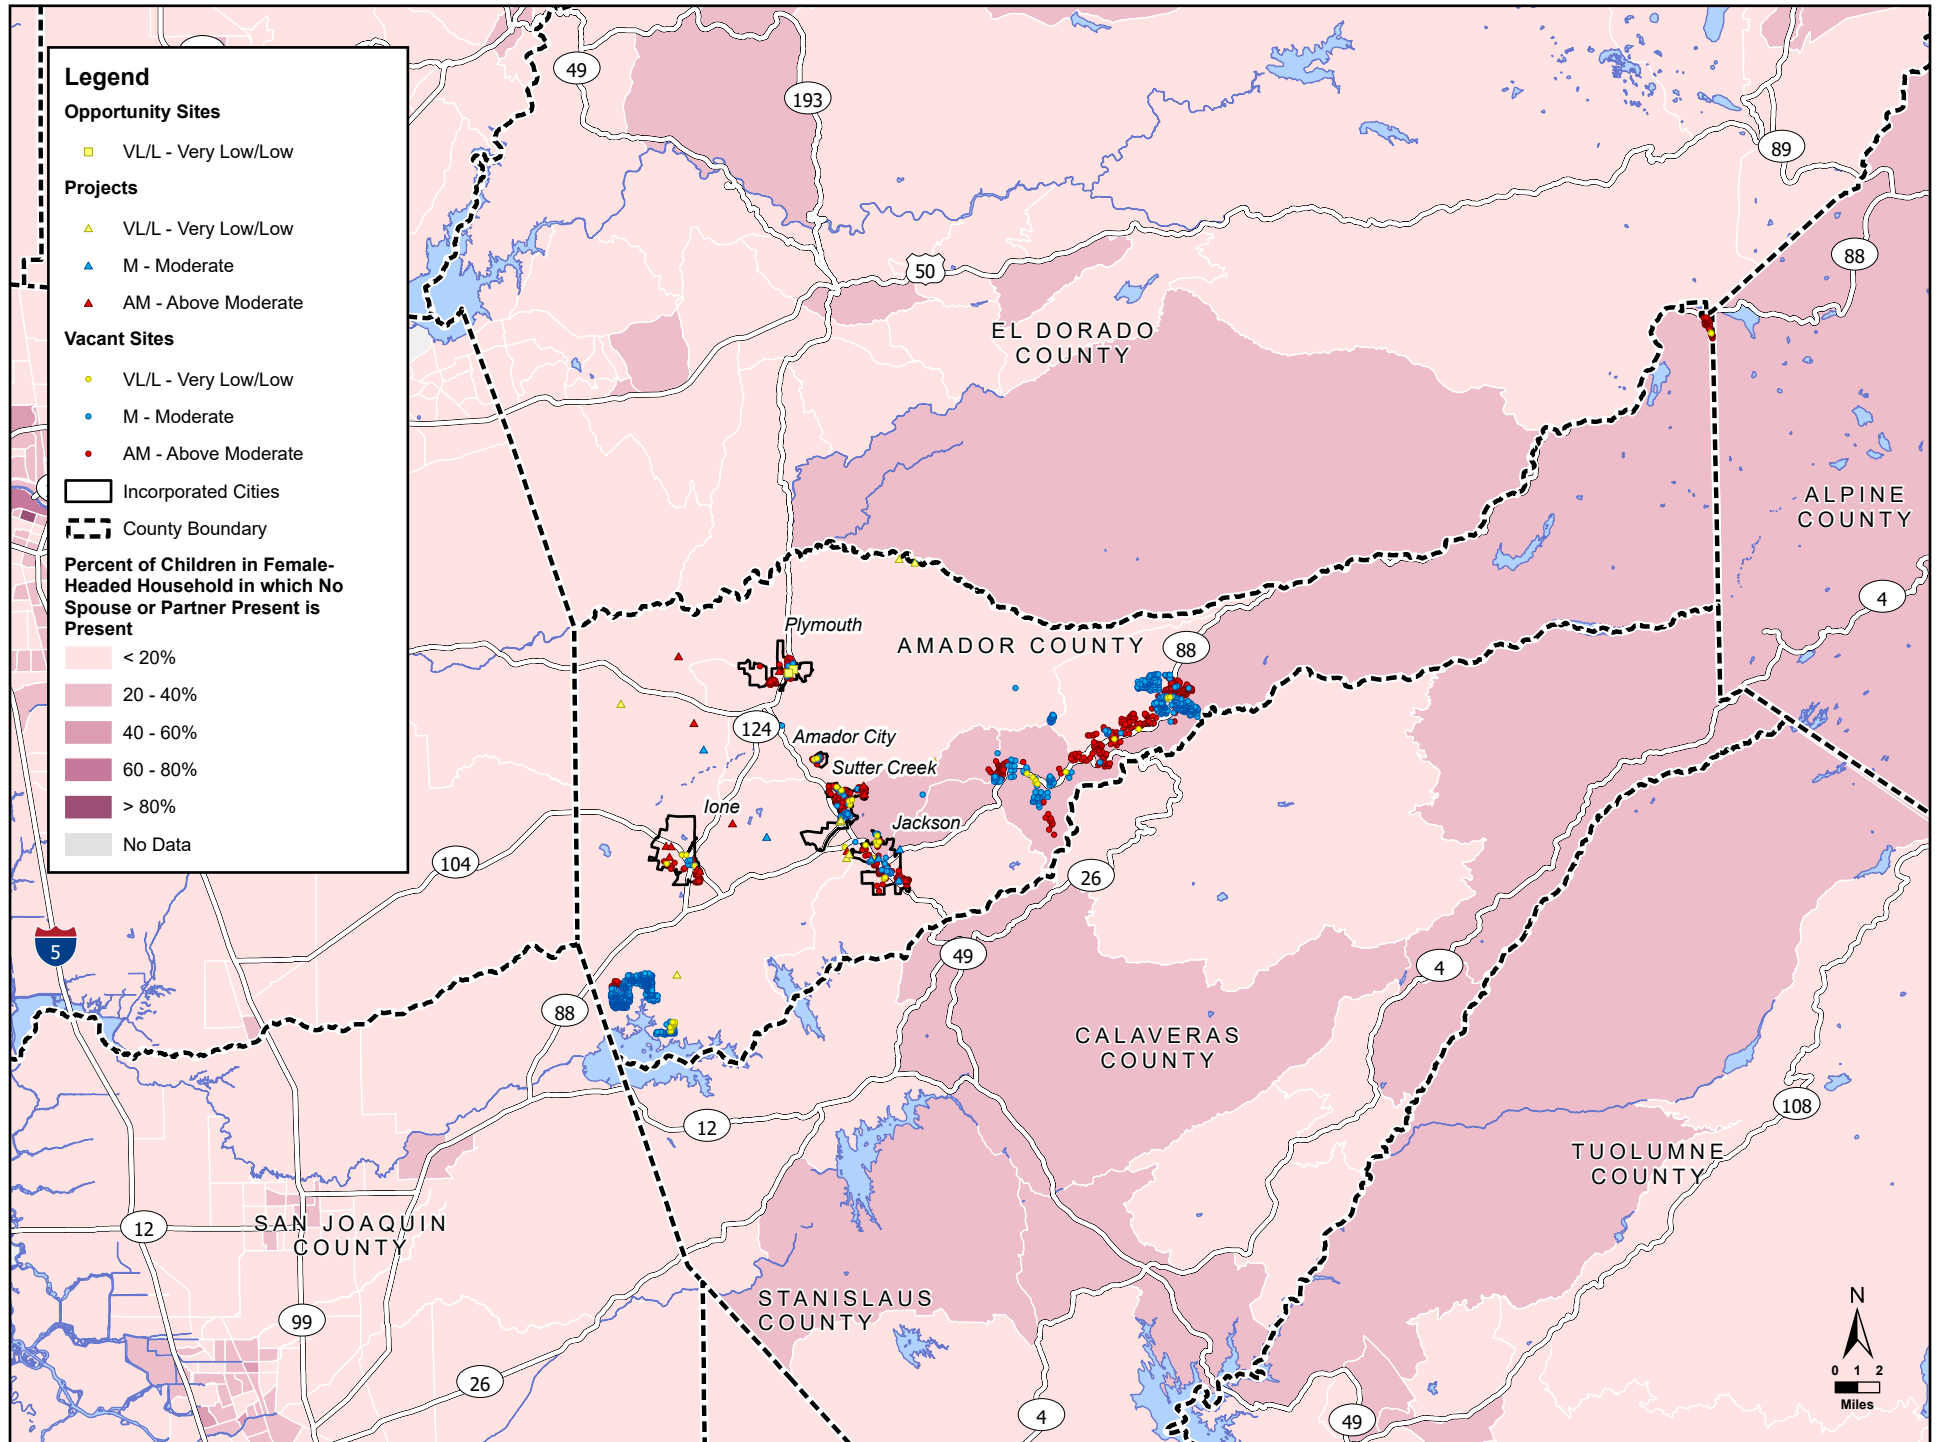 Legend
Opportunity Sites
VL/L - Very Low/Low
Projects
VL/L - Very Low/Low
M - Moderate
AM - Above Moderate
Vacant Sites
VL/L - Very Low/Low
M - Moderate
AM - Above Moderate
Incorporated Cities
County Boundary
Percent of Children in Female-
Headed Household in which No
Spouse or Partner Present is
Present
< 20%
20 - 40%
40 - 60%
60 - 80%
> 80%
No Data
49
193
89
88
50
EL DORADO
COUNTY
ALPINE
COUNTY
4
Plymouth
AMADOR COUNTY
88
124
Amador City
Sutter Creek
Ione
Jackson
104
26
5
49
4
88
CALAVERAS
COUNTY
12
108
TUOLUMNE
COUNTY
12
SAN JOAQUIN
COUNTY
STANISLAUS
COUNTY
99
26
4
49
N
0 1 2
Miles